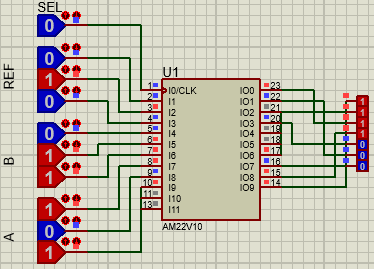 SEL
0
REF
0
1
0
B
0
1
1
A
1
0
1
U1
1 I0/CLK IO0 23
2 I1 IO1 22
3 I2 IO2 21
4 I3 IO3 20
5 I4 IO4 19
6 I5 IO5 18
7 I6 IO6 17
8 I7 IO7 16
9 I8 IO8 15
10 I9 IO9 14
11 I10
13 I11
AM22V10
1
1
1
1
0
0
0